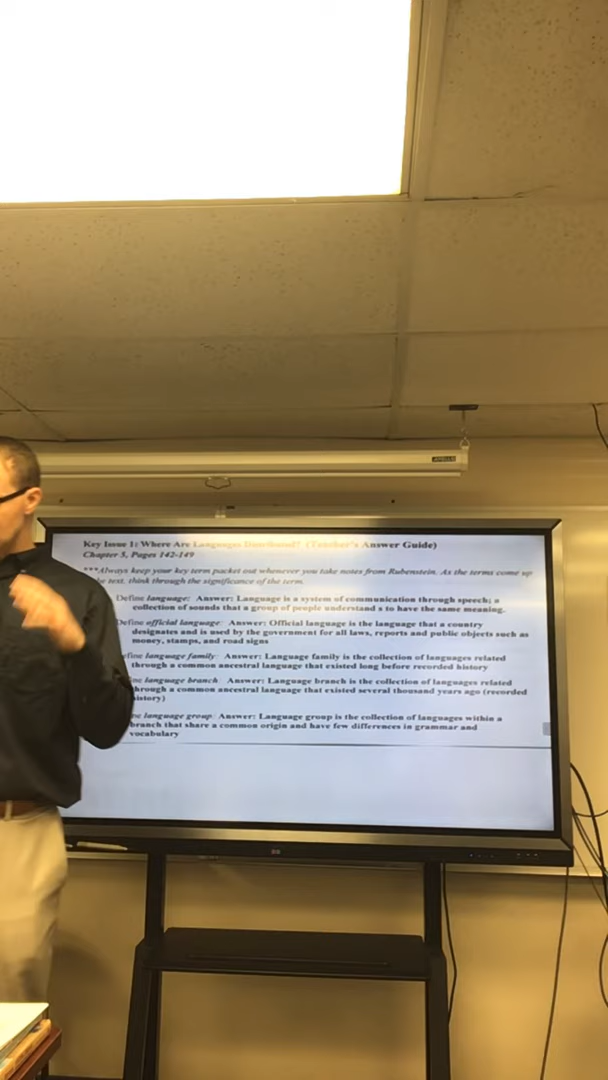 Key Issue 1: Where Are Languages Distributed? (Teacher's Answer Guide)
Chapter 5, Pages 142-149
***Always keep your key term packet out whenever you take notes from Rubenstein. As the terms come up
the text, think through the significance of the term.
Define language: Answer: Language is a system of communication through speech; a
collection of sounds that a group of people understand s to have the same meaning.
Define official language: Answer: Official language is the language that a country
designates and is used by the government for all laws, reports and public objects such as
money, stamps, and road signs
fine language family: Answer: Language family is the collection of languages related
through a common ancestral language that existed long before recorded history
ne language branch: Answer: Language branch is the collection of languages related
through a common ancestral language that existed several thousand years ago (recorded
history)
ne language group: Answer: Language group is the collection of languages within a
branch that share a common origin and have few differences in grammar and
vocabulary